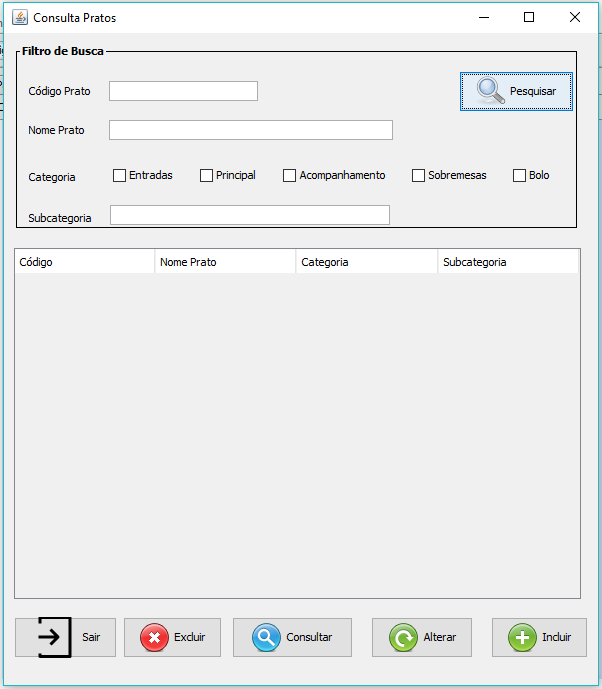 Consulta Pratos
Filtro de Busca
Código Prato
Pesquisar
Nome Prato
Categoria Entradas Principal Acompanhamento Sobremesas Bolo
Subcategoria
Código Nome Prato Categoria Subcategoria
Sair Excluir Consultar Alterar Incluir